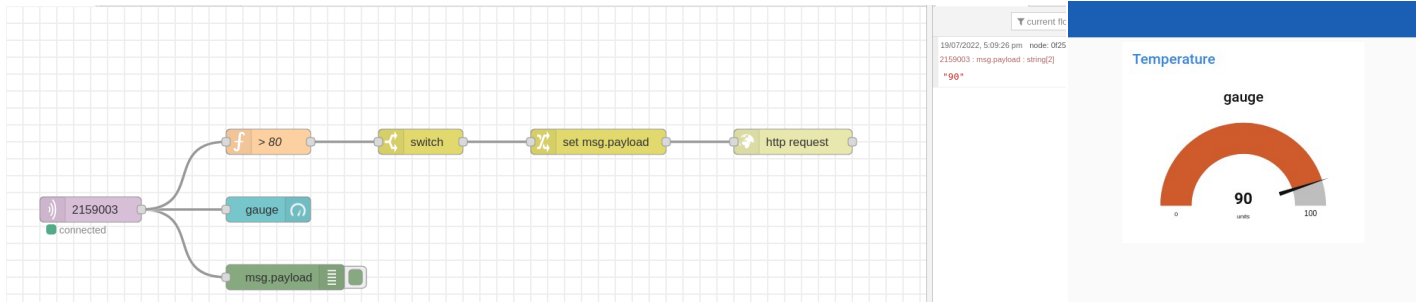 current flo
19/07/2022, 5:09:26 pm node: 0f25
2159003 : msg.payload : string[2]
"90"
Temperature
gauge
90
0
units
100
> 80
switch
set msg.payload
http request
2159003
connected
gauge
msg.payload